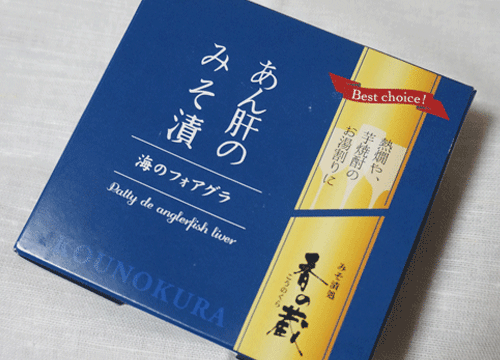 あん肝の
みそ漬
海のフォアグラ
Patty de anglerfish liver
KOUNOKURA
Best choice!
熱燗や、
芋焼酎の
お湯割りに
みそ漬処
香の蔵
こうのくら